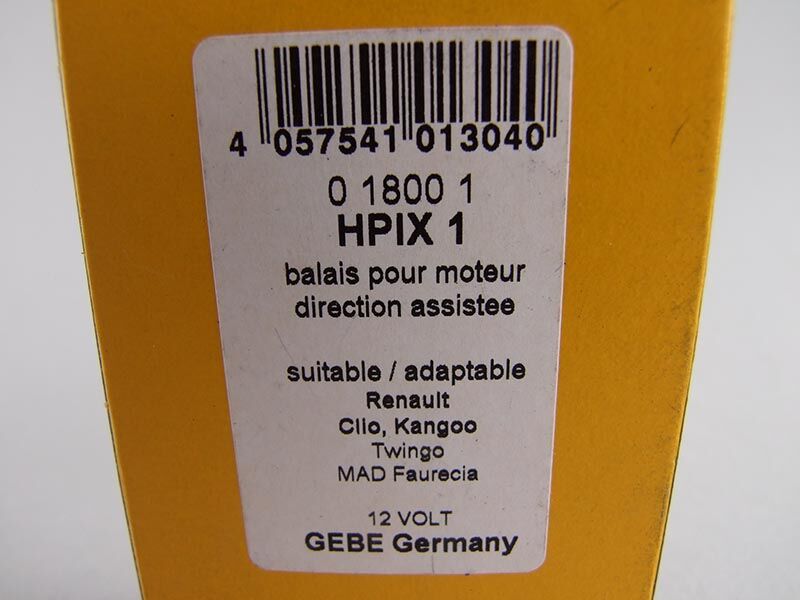 4 057541 013040
0 1800 1
HPIX 1
balais pour moteur
direction assistee
suitable / adaptable
Renault
Clio, Kangoo
Twingo
MAD Faurecia
12 VOLT
GEBE Germany